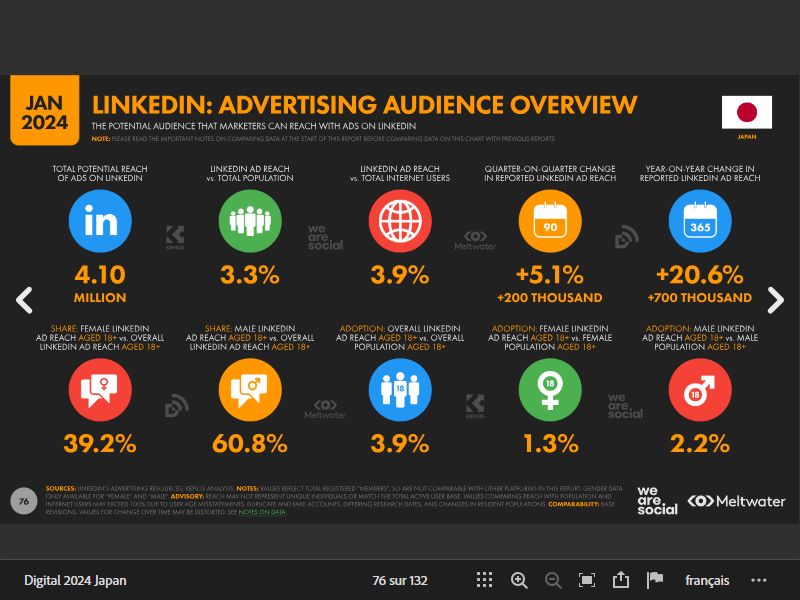 JAN
2024
LINKEDIN: ADVERTISING AUDIENCE OVERVIEW
THE POTENTIAL AUDIENCE THAT MARKETERS CAN REACH WITH ADS ON LINKEDIN
NOTE: PLEASE READ THE IMPORTANT NOTES ON COMPARING DATA AT THE START OF THIS REPORT BEFORE COMPARING DATA ON THIS CHART WITH PREVIOUS REPORTS
JAPAN
TOTAL POTENTIAL REACH
OF ADS ON LINKEDIN
in
4.10
MILLION
LINKEDIN AD REACH
vs. TOTAL POPULATION
3.3%
LINKEDIN AD REACH
vs. TOTAL INTERNET USERS
3.9%
QUARTER-ON-QUARTER CHANGE
IN REPORTED LINKEDIN AD REACH
90
+5.1%
+200 THOUSAND
YEAR-ON-YEAR CHANGE IN
REPORTED LINKEDIN AD REACH
365
+20.6%
+700 THOUSAND
KEPIOS
we
are.
social
Meltwater
SHARE: FEMALE LINKEDIN
AD REACH AGED 18+ vs. OVERALL
LINKEDIN AD REACH AGED 18+
39.2%
SHARE: MALE LINKEDIN
AD REACH AGED 18+ vs. OVERALL
LINKEDIN AD REACH AGED 18+
60.8%
ADOPTION: OVERALL LINKEDIN
AD REACH AGED 18+ vs. OVERALL
POPULATION AGED 18+
18
3.9%
ADOPTION: FEMALE LINKEDIN
AD REACH AGED 18+ vs. FEMALE
POPULATION AGED 18+
18
1.3%
ADOPTION: MALE LINKEDIN
AD REACH AGED 18+ vs. MALE
POPULATION AGED 18+
18
2.2%
Meltwater
KEPIOS
we
are.
social
76
SOURCES: LINKEDIN'S ADVERTISING RESOURCES; KEPIOS ANALYSIS. NOTES: VALUES REFLECT TOTAL REGISTERED "MEMBERS", SO ARE NOT COMPARABLE WITH OTHER PLATFORMS IN THIS REPORT. GENDER DATA
ONLY AVAILABLE FOR "FEMALE" AND "MALE". ADVISORY: REACH MAY NOT REPRESENT UNIQUE INDIVIDUALS OR MATCH THE TOTAL ACTIVE USER BASE. VALUES COMPARING REACH WITH POPULATION AND
INTERNET USERS MAY EXCEED 100% DUE TO USER AGE MISSTATEMENTS, DUPLICATE AND FAKE ACCOUNTS, DIFFERING RESEARCH DATES, AND CHANGES IN RESIDENT POPULATIONS. COMPARABILITY: BASE
REVISIONS. VALUES FOR CHANGE OVER TIME MAY BE DISTORTED. SEE NOTES ON DATA.
we
are.
social
Meltwater
Digital 2024 Japan
76 sur 132
français